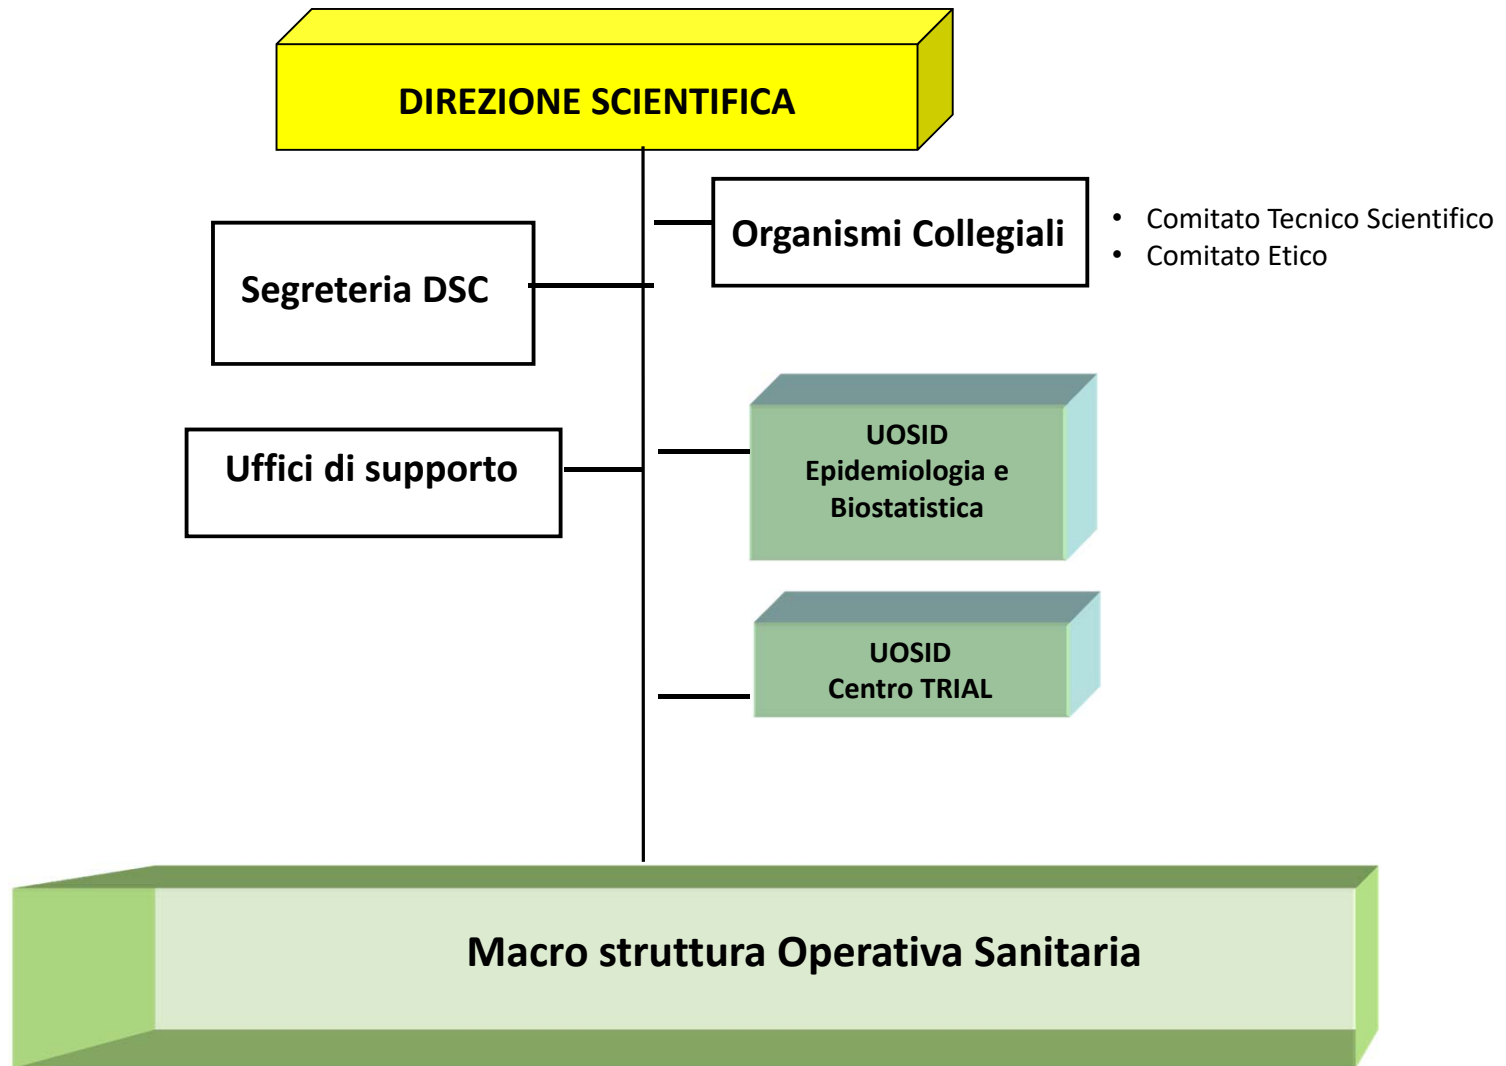 DIREZIONE SCIENTIFICA
Organismi Collegiali
• Comitato Tecnico Scientifico
• Comitato Etico
Segreteria DSC
UOSID
Epidemiologia e
Biostatistica
Uffici di supporto
UOSID
Centro TRIAL
Macro struttura Operativa Sanitaria